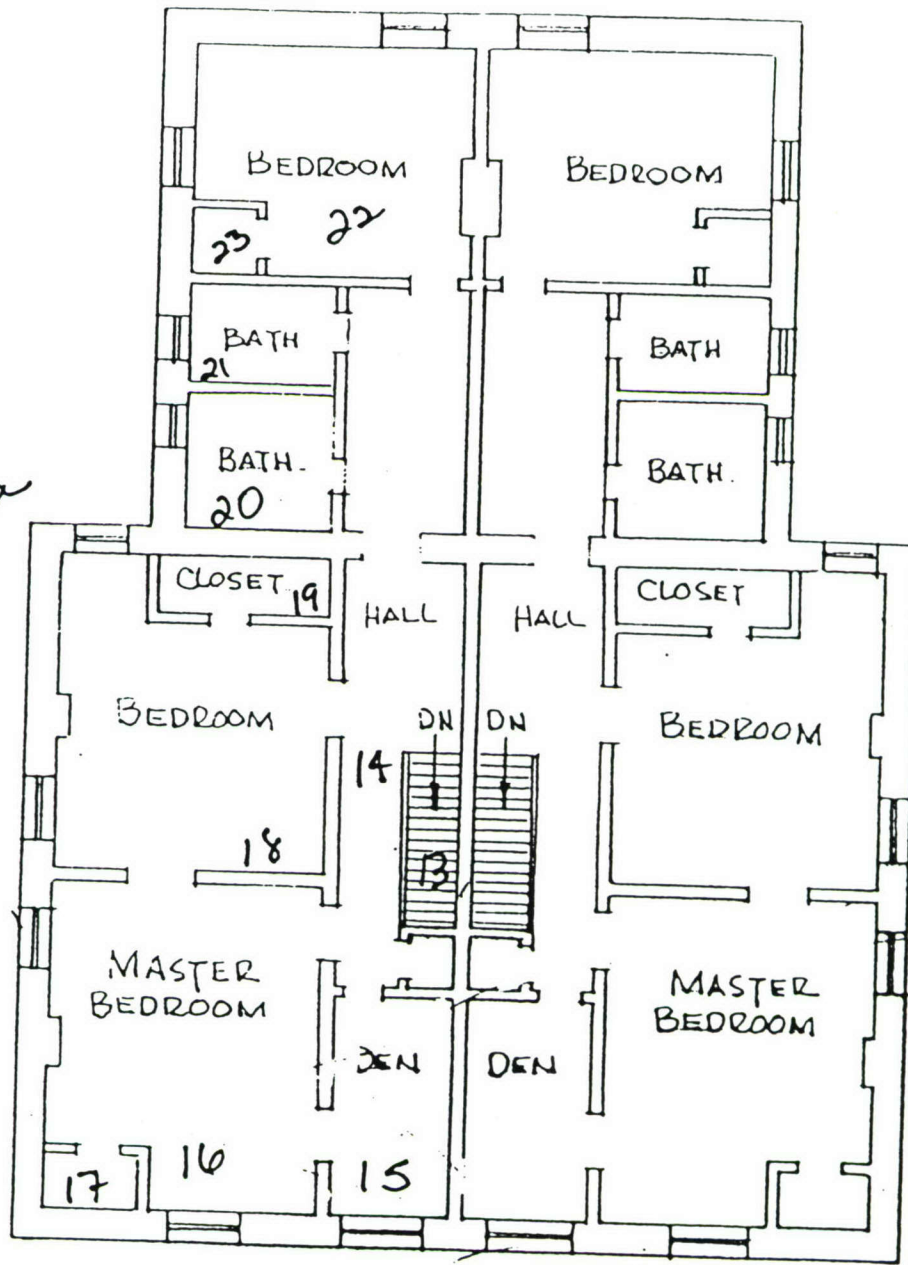 BEDROOM
BEDROOM
22
23
BATH
BATH
21
BATH.
BATH.
20
CLOSET
19
CLOSET
HALL
HALL
BEDROOM
DN
DN
BEDROOM
14
18
13
MASTER
BEDROOM
MASTER
BEDROOM
DEN
DEN
16
15
17